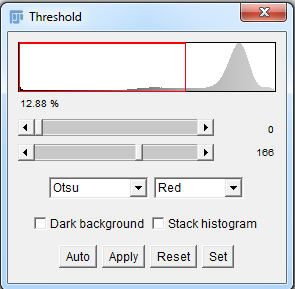 Threshold
12.88 %
0
166
Otsu Red
Dark background Stack histogram
Auto Apply Reset Set